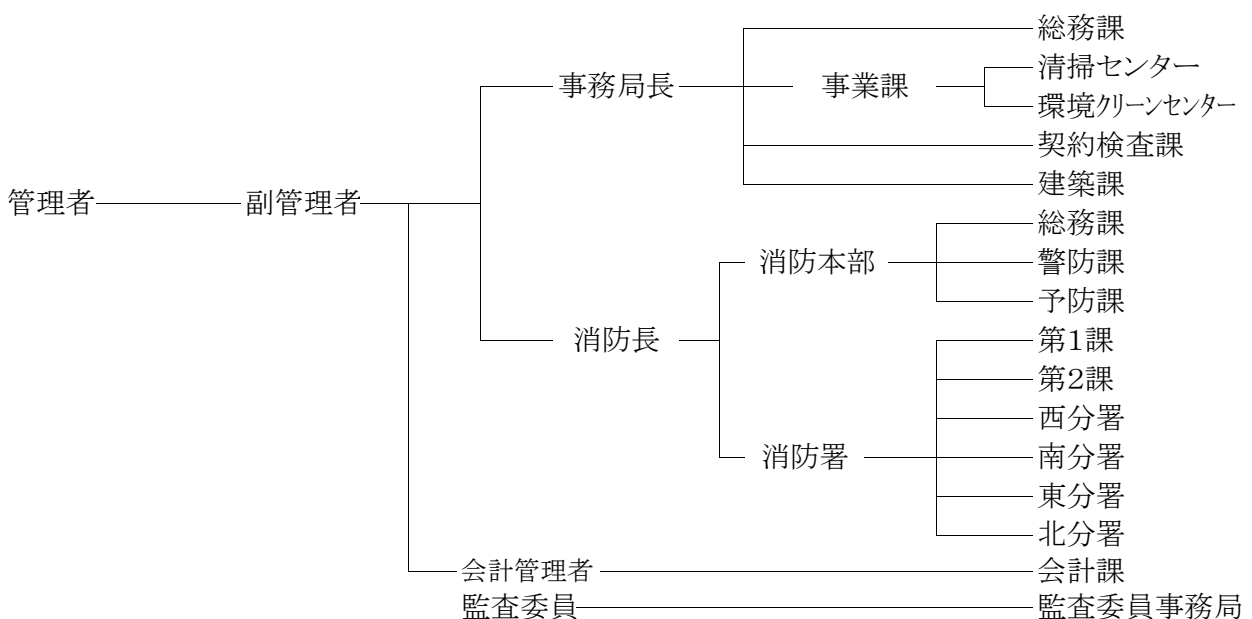 総務課
清掃センター
事務局長 事業課
環境クリーンセンター
契約検査課
建築課
管理者 副管理者
総務課
消防本部 警防課
予防課
消防長 第1課
第2課
西分署
消防署 南分署
東分署
北分署
会計管理者 会計課
監査委員 監査委員事務局